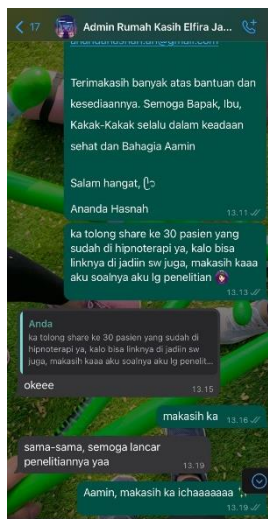 17
Admin Rumah Kasih Elfira Ja...
Terimakasih banyak atas bantuan dan
kesediaannya. Semoga Bapak, Ibu,
Kakak-Kakak selalu dalam keadaan
sehat dan Bahagia Aamin
Salam hangat,
Ananda Hasnah
13.11
ka tolong share ke 30 pasien yang
sudah di hipnoterapi ya, kalo bisa
linknya di jadiin sw juga, makasih kaaa
aku soalnya aku lg penelitian
13.13
Anda
ka tolong share ke 30 pasien yang sudah di
hipnoterapi ya, kalo bisa linknya di jadiin sw
juga, makasih kaaa aku soalnya aku lg penelit...
okeee
13.15
makasih ka
13.16
sama-sama, semoga lancar
penelitiannya yaa
13.19
Aamin, makasih ka ichaaaaaaa
13.19